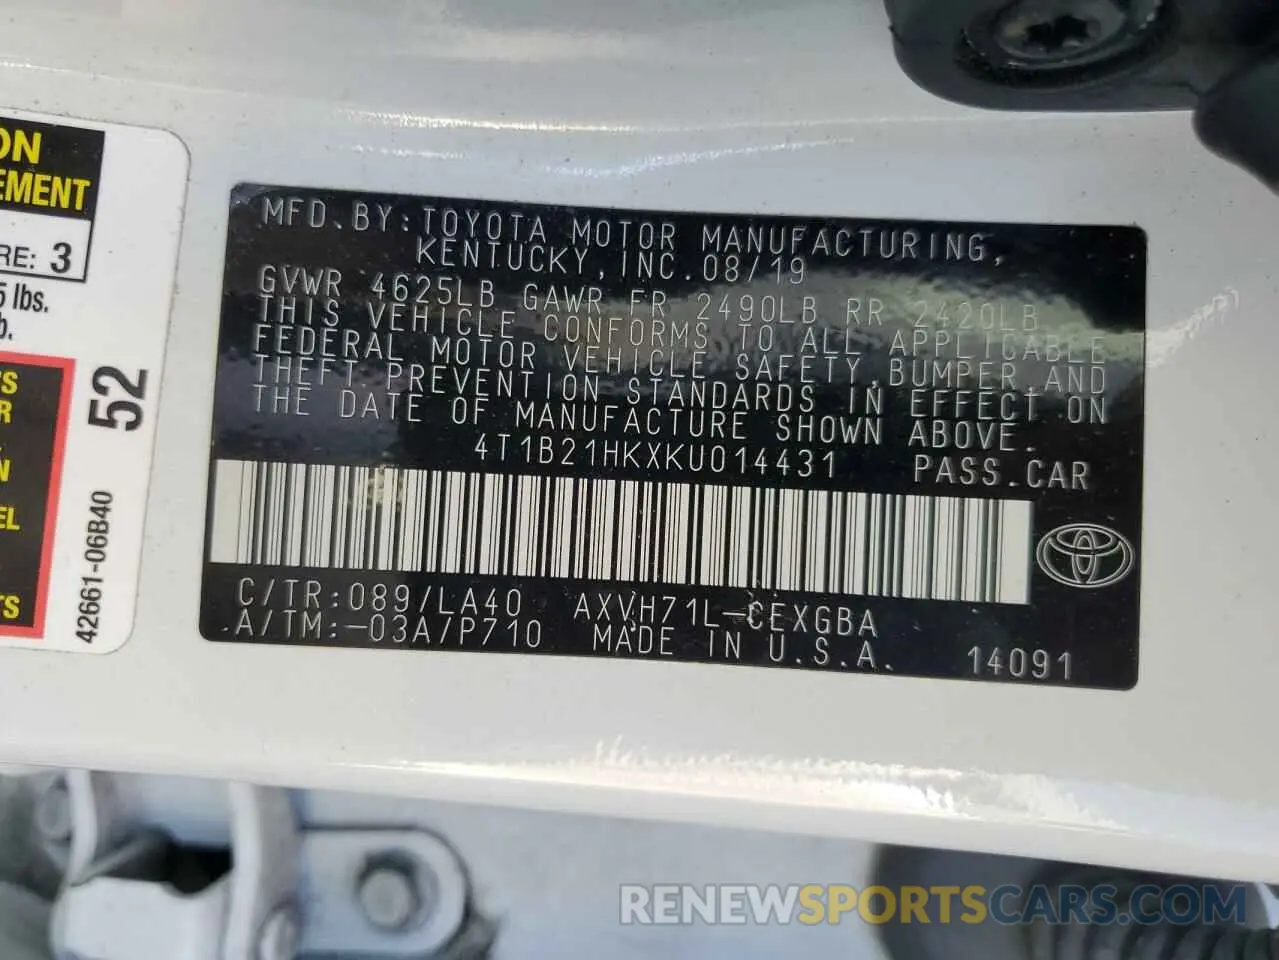 ON
EMENT
RE: 3
5 lbs.
b.
S
R
N
EL
TS
52
42661-06B40
MFD.BY:TOYOTA MOTOR MANUFACTURING,
KENTUCKY,INC.08/19
GVWR 4625LB GAWR FR 2490LB RR 2420LB
THIS VEHICLE CONFORMS TO ALL APPLICABLE
FEDERAL MOTOR VEHICLE SAFETY,BUMPER,AND
THEFT PREVENTION STANDARDS IN EFFECT ON
THE DATE OF MANUFACTURE SHOWN ABOVE.
4T1B21HKXKU014431 PASS.CAR
C/TR:089/LA40 AXVH71L-CEXGBA
A/TM:-03A/P710 MADE IN U.S.A. 14091
RENEWSPORTSCARS.COM